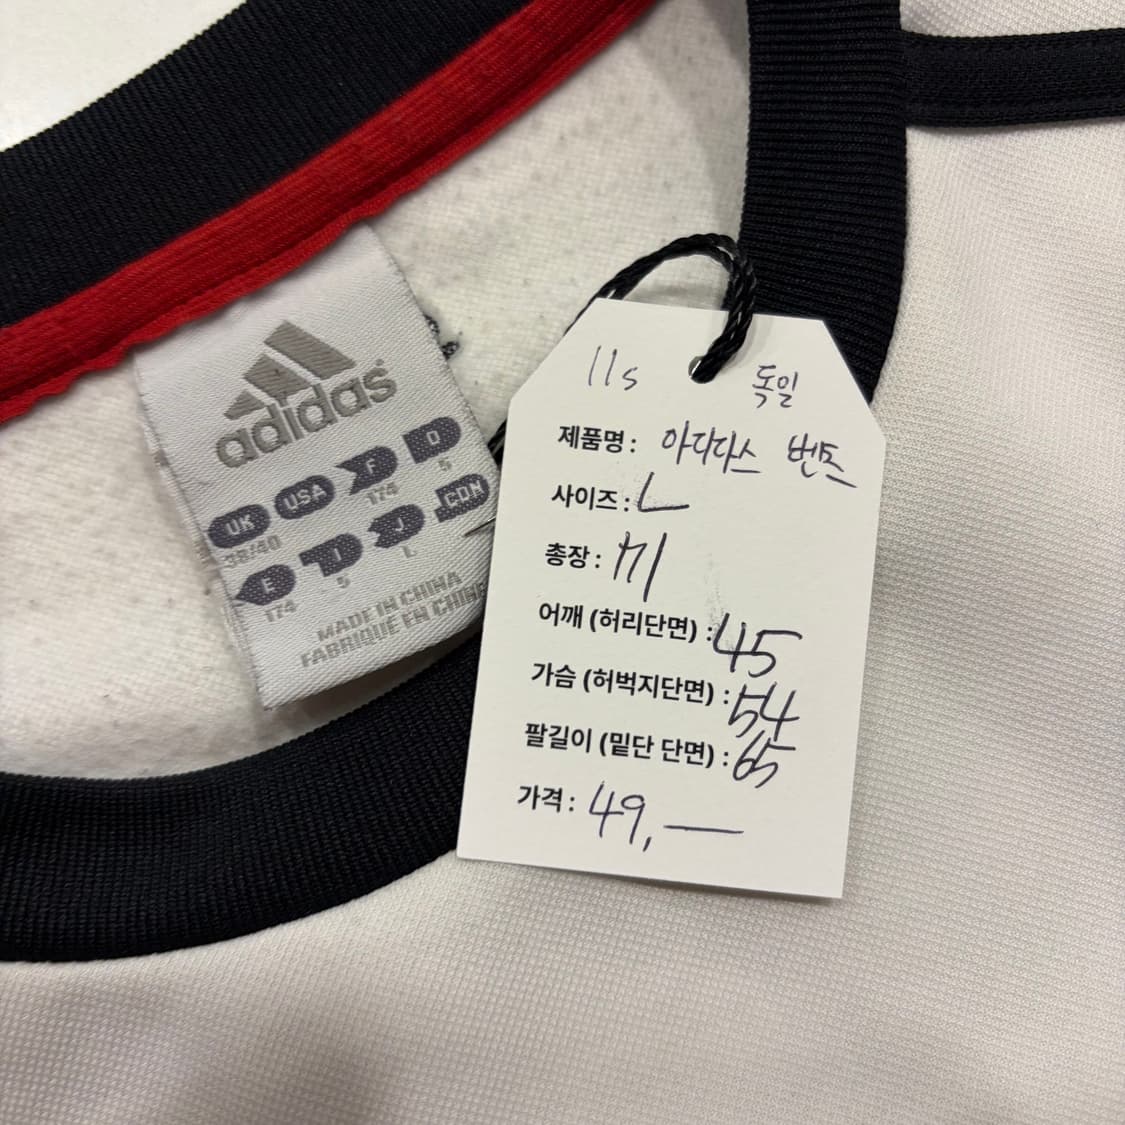 adidas
UK USA F D
38/40 174 5
E I J CDN
174 5 L
MADE IN CHINA
FABRIQUÉ EN CHINE
11s 독일
제품명 : 아디다스 벤츠
사이즈 : L
총장 : 71
어깨 (허리단면) : 45
가슴 (허벅지단면) : 54
팔길이 (밑단 단면) : 65
가격 : 49,—